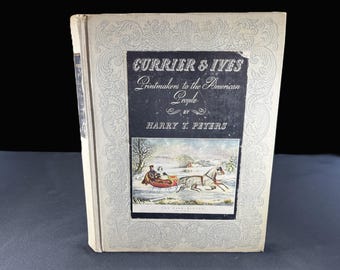 CURRIER & IVES
Printmakers to the American
People
BY
HARRY T. PETERS